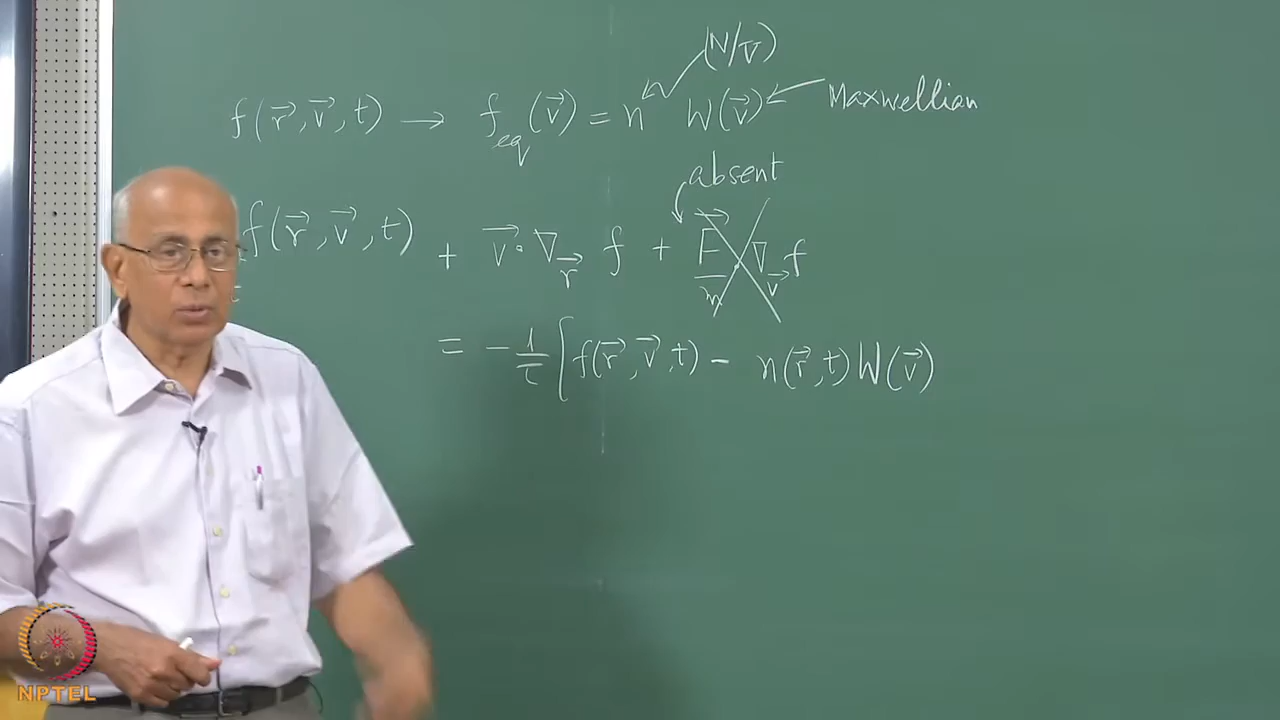 (N/V)
f(r⃗, v⃗, t) → f_eq(v⃗) = n W(v⃗) ← Maxwellian
absent
f(r⃗, v⃗, t) + v⃗ · ∇_r⃗ f + F⃗/m ∇_v⃗ f
= - 1/τ [f(r⃗, v⃗, t) - n(r⃗, t) W(v⃗)
NPTEL